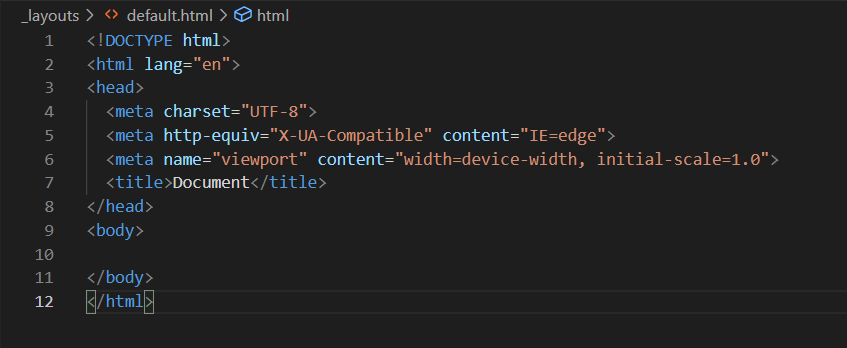 _layouts > <> default.html > html
1 <!DOCTYPE html>
2 <html lang="en">
3 <head>
4   <meta charset="UTF-8">
5   <meta http-equiv="X-UA-Compatible" content="IE=edge">
6   <meta name="viewport" content="width=device-width, initial-scale=1.0">
7   <title>Document</title>
8 </head>
9 <body>
10
11 </body>
12 </html>